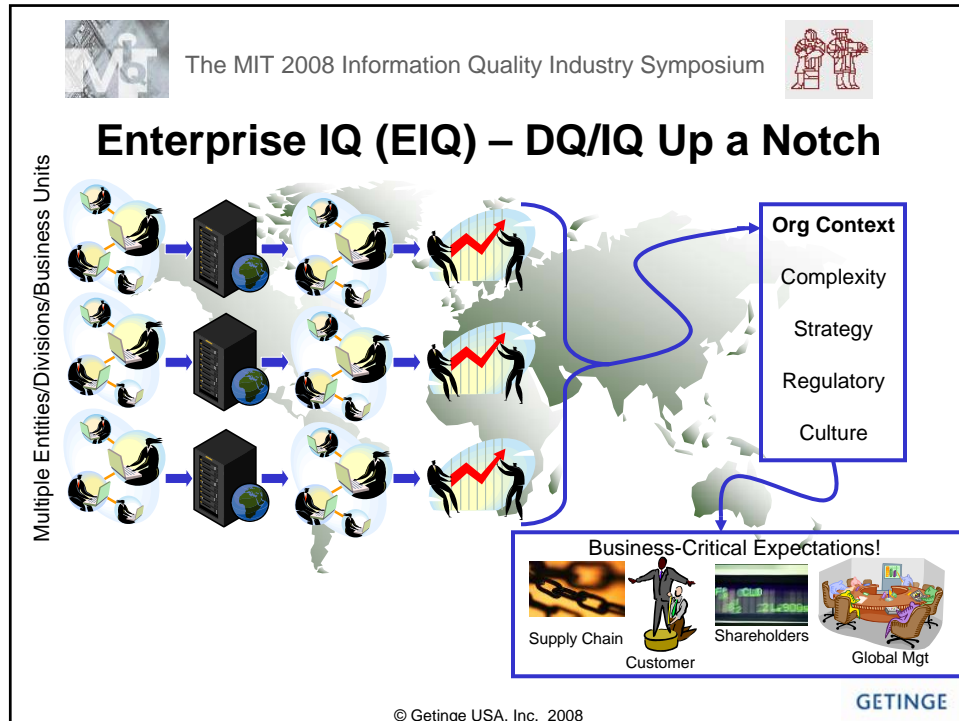 MIT
Q
The MIT 2008 Information Quality Industry Symposium
Enterprise IQ (EIQ) – DQ/IQ Up a Notch
Multiple Entities/Divisions/Business Units
Org Context
Complexity
Strategy
Regulatory
Culture
Business-Critical Expectations!
Supply Chain
Customer
Shareholders
Global Mgt
© Getinge USA, Inc. 2008
GETINGE